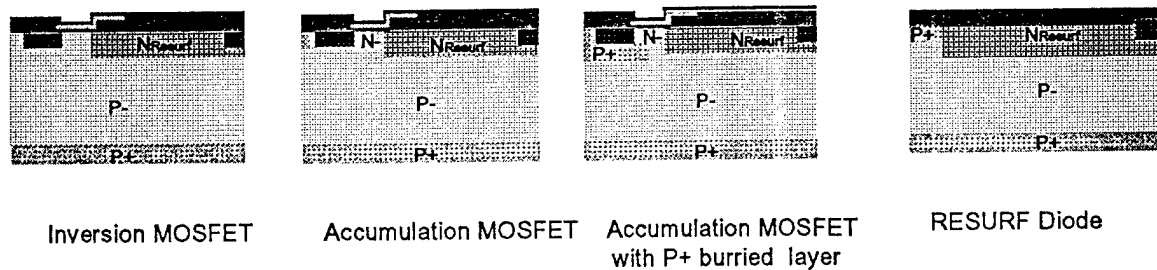 NResurf
P-
P+
Inversion MOSFET
N-
NResurf
P-
P+
Accumulation MOSFET
N-
NResurf
P+
P-
P+
Accumulation MOSFET
with P+ burried layer
P+
NResurf
P-
P+
RESURF Diode